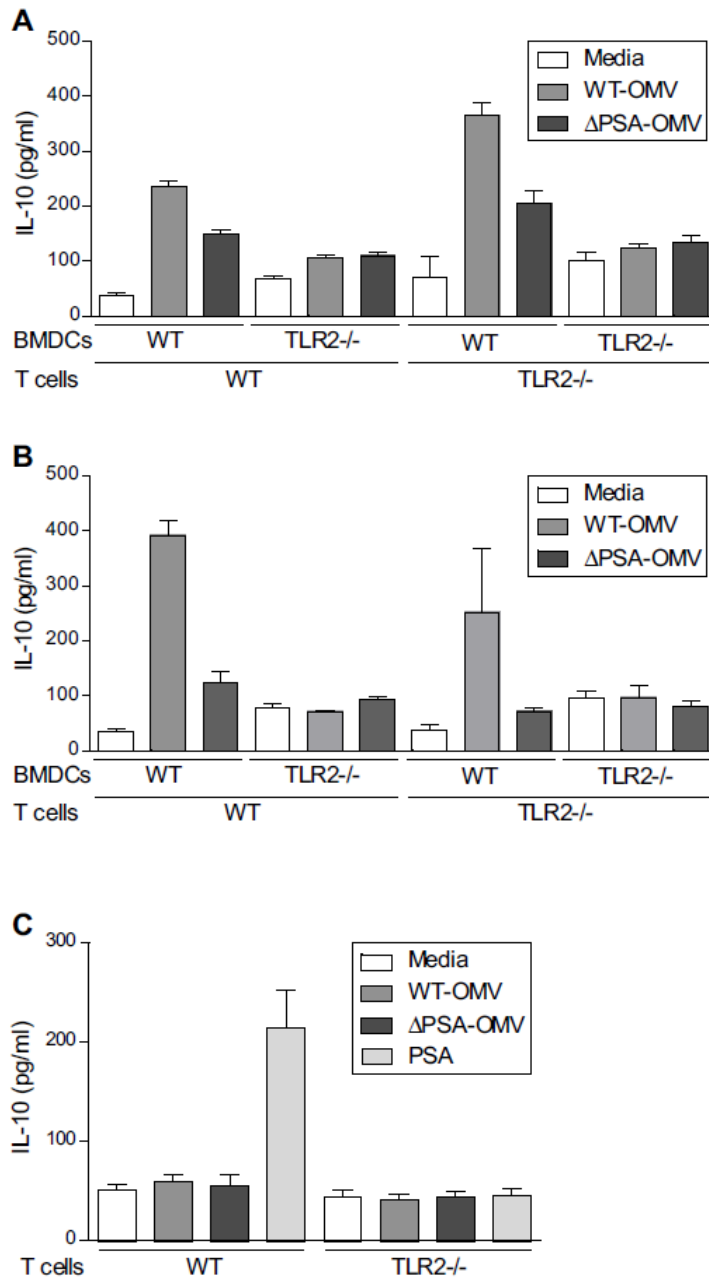 A
500
400
300
200
100
0
IL-10 (pg/ml)
Media
WT-OMV
ΔPSA-OMV
BMDCs WT TLR2-/- WT TLR2-/-
T cells WT TLR2-/-
B
500
400
300
200
100
0
IL-10 (pg/ml)
Media
WT-OMV
ΔPSA-OMV
BMDCs WT TLR2-/- WT TLR2-/-
T cells WT TLR2-/-
C
300
200
100
0
IL-10 (pg/ml)
Media
WT-OMV
ΔPSA-OMV
PSA
T cells WT TLR2-/-